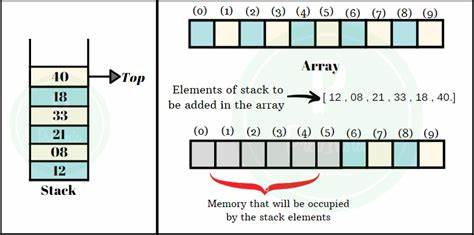 40
Top
18
33
21
08
12
Stack
(0) (1) (2) (3) (4) (5) (6) (7) (8) (9)
Array
Elements of stack to
be added in the array
[ 12 , 08 , 21 , 33 , 18 , 40.]
(0) (1) (2) (3) (4) (5) (6) (7) (8) (9)
Memory that will be occupied
by the stack elements